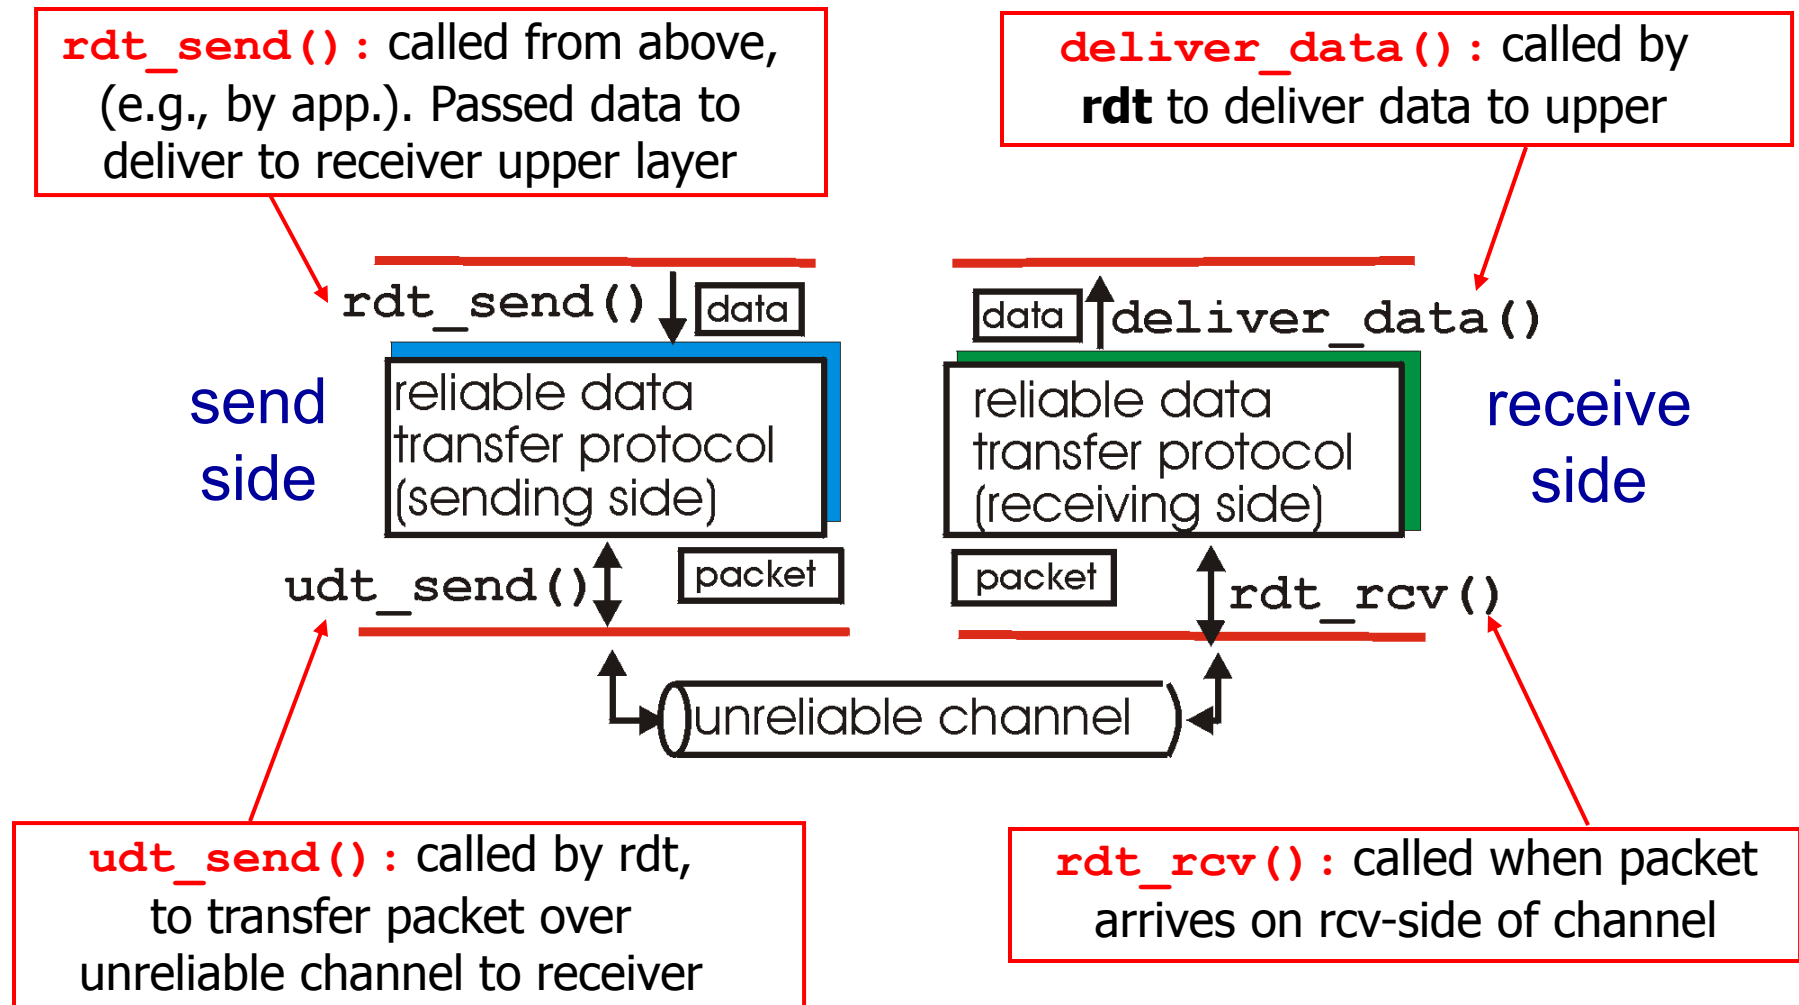 rdt_send(): called from above,
(e.g., by app.). Passed data to
deliver to receiver upper layer
deliver_data(): called by
rdt to deliver data to upper
rdt_send()
data
data
deliver_data()
send
side
reliable data
transfer protocol
(sending side)
reliable data
transfer protocol
(receiving side)
receive
side
udt_send()
packet
packet
rdt_rcv()
unreliable channel
udt_send(): called by rdt,
to transfer packet over
unreliable channel to receiver
rdt_rcv(): called when packet
arrives on rcv-side of channel